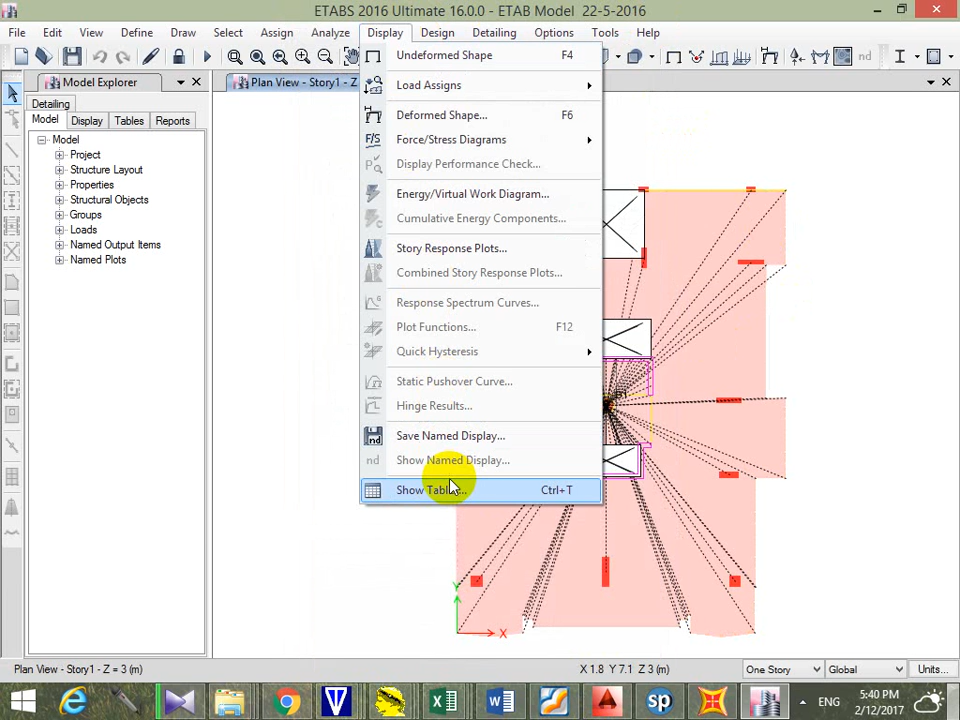 ETABS 2016 Ultimate 16.0.0 - ETAB Model 22-5-2016
File Edit View Define Draw Select Assign Analyze Display Design Detailing Options Tools Help
nd
Model Explorer
Plan View - Story1 - Z
Detailing
Model Display Tables Reports
Model
Project
Structure Layout
Properties
Structural Objects
Groups
Loads
Named Output Items
Named Plots
Undeformed Shape F4
Load Assigns
Deformed Shape... F6
F/S Force/Stress Diagrams
Display Performance Check...
Energy/Virtual Work Diagram...
Cumulative Energy Components...
Story Response Plots...
Combined Story Response Plots...
Response Spectrum Curves...
Plot Functions... F12
Quick Hysteresis
Static Pushover Curve...
Hinge Results...
nd Save Named Display...
nd Show Named Display...
Show Tables... Ctrl+T
Y
X
Plan View - Story1 - Z = 3 (m) X 1.8 Y 7.1 Z 3 (m) One Story Global Units...
ENG 5:40 PM
2/12/2017